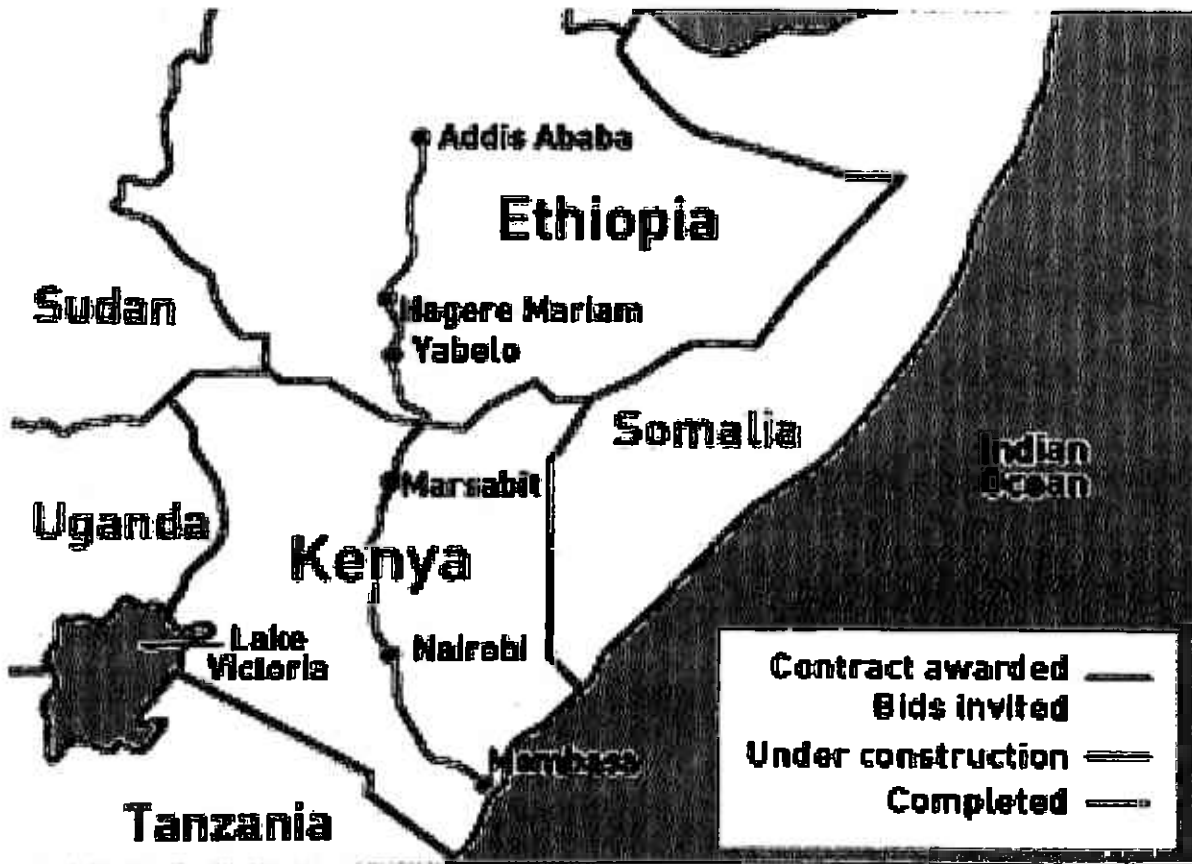 Addis Ababa
Ethiopia
Sudan
Hagere Mariam
Yabelo
Somalia
Indian
Ocean
Marsabit
Uganda
Kenya
Lake
Victoria
Nairobi
Mombasa
Tanzania
Contract awarded
Bids invited
Under construction
Completed